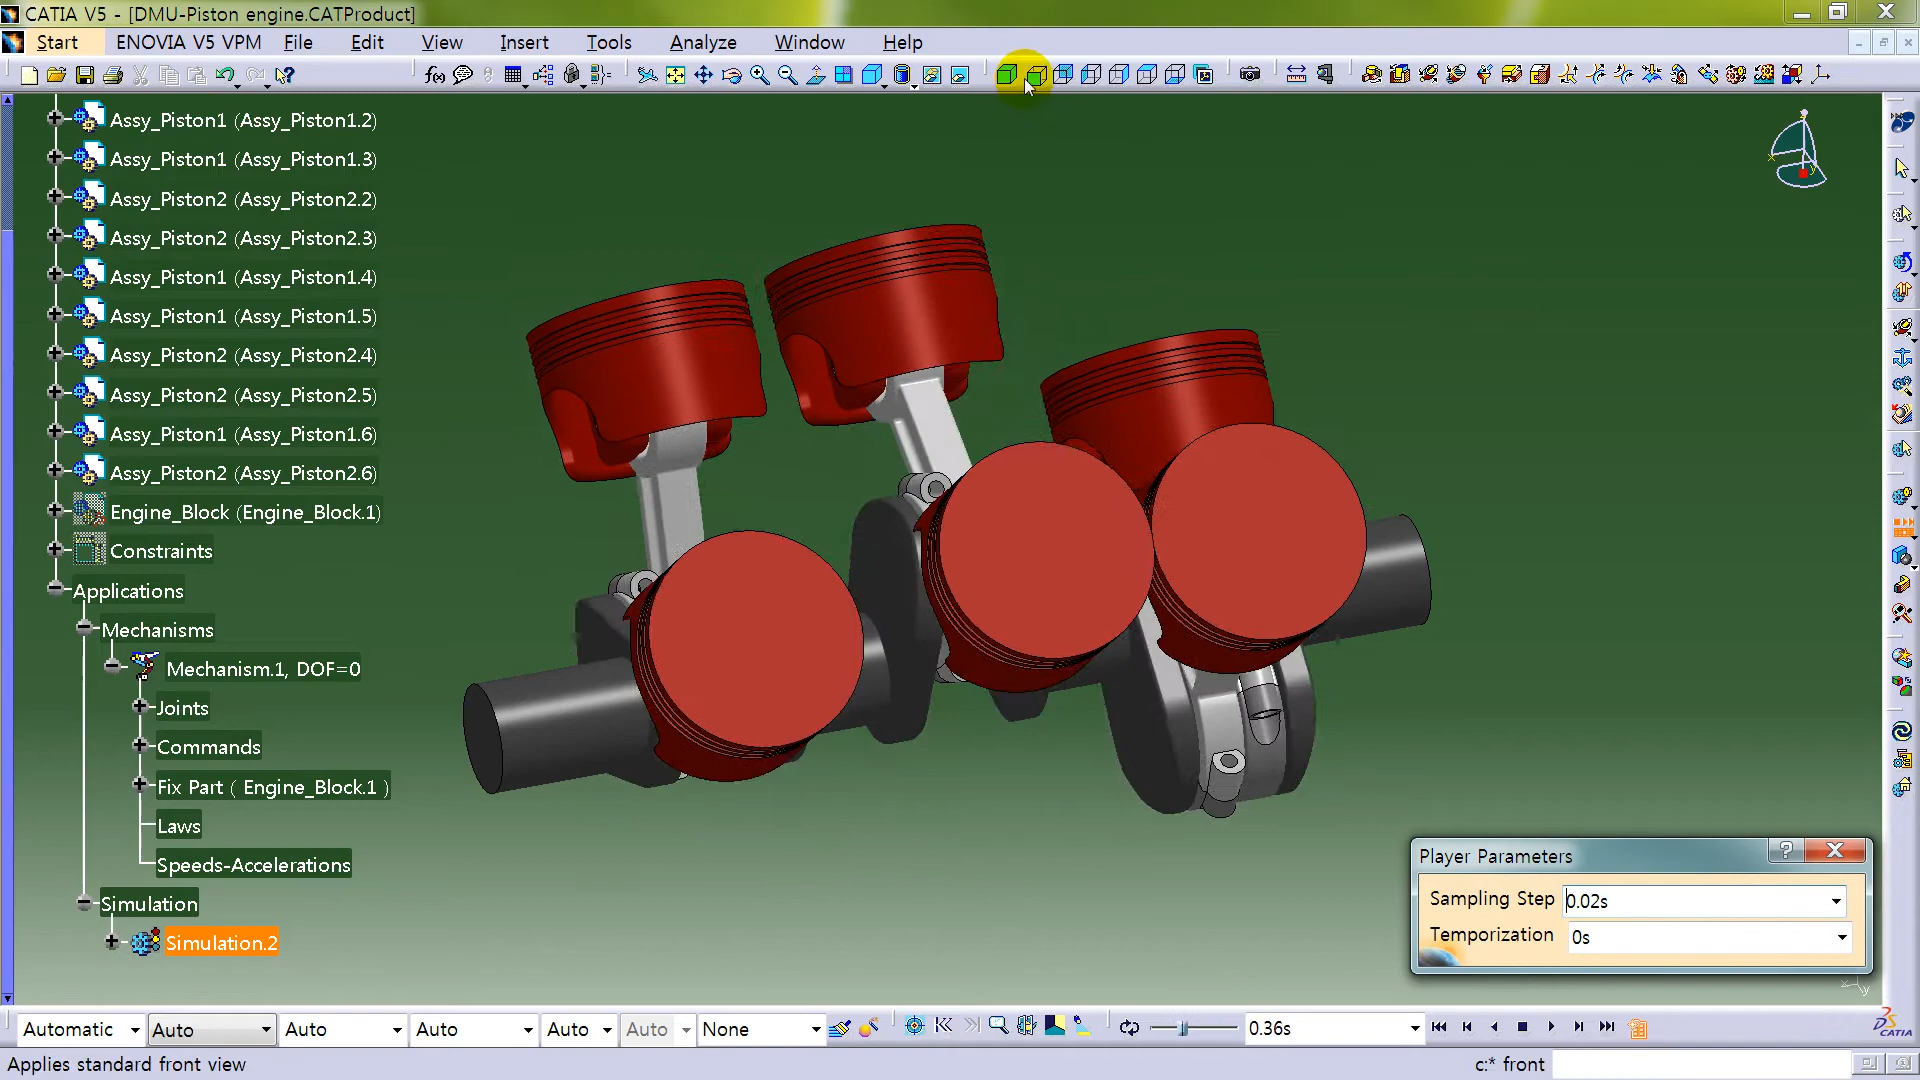 CATIA V5 - [DMU-Piston engine.CATProduct]
Start ENOVIA V5 VPM File Edit View Insert Tools Analyze Window Help
Assy_Piston1 (Assy_Piston1.2)
Assy_Piston1 (Assy_Piston1.3)
Assy_Piston2 (Assy_Piston2.2)
Assy_Piston2 (Assy_Piston2.3)
Assy_Piston1 (Assy_Piston1.4)
Assy_Piston1 (Assy_Piston1.5)
Assy_Piston2 (Assy_Piston2.4)
Assy_Piston2 (Assy_Piston2.5)
Assy_Piston1 (Assy_Piston1.6)
Assy_Piston2 (Assy_Piston2.6)
Engine_Block (Engine_Block.1)
Constraints
Applications
Mechanisms
Mechanism.1, DOF=0
Joints
Commands
Fix Part ( Engine_Block.1 )
Laws
Speeds-Accelerations
Simulation
Simulation.2
Player Parameters
Sampling Step 0.02s
Temporization 0s
Automatic Auto Auto Auto Auto Auto None 0.36s
CATIA
Applies standard front view c:* front